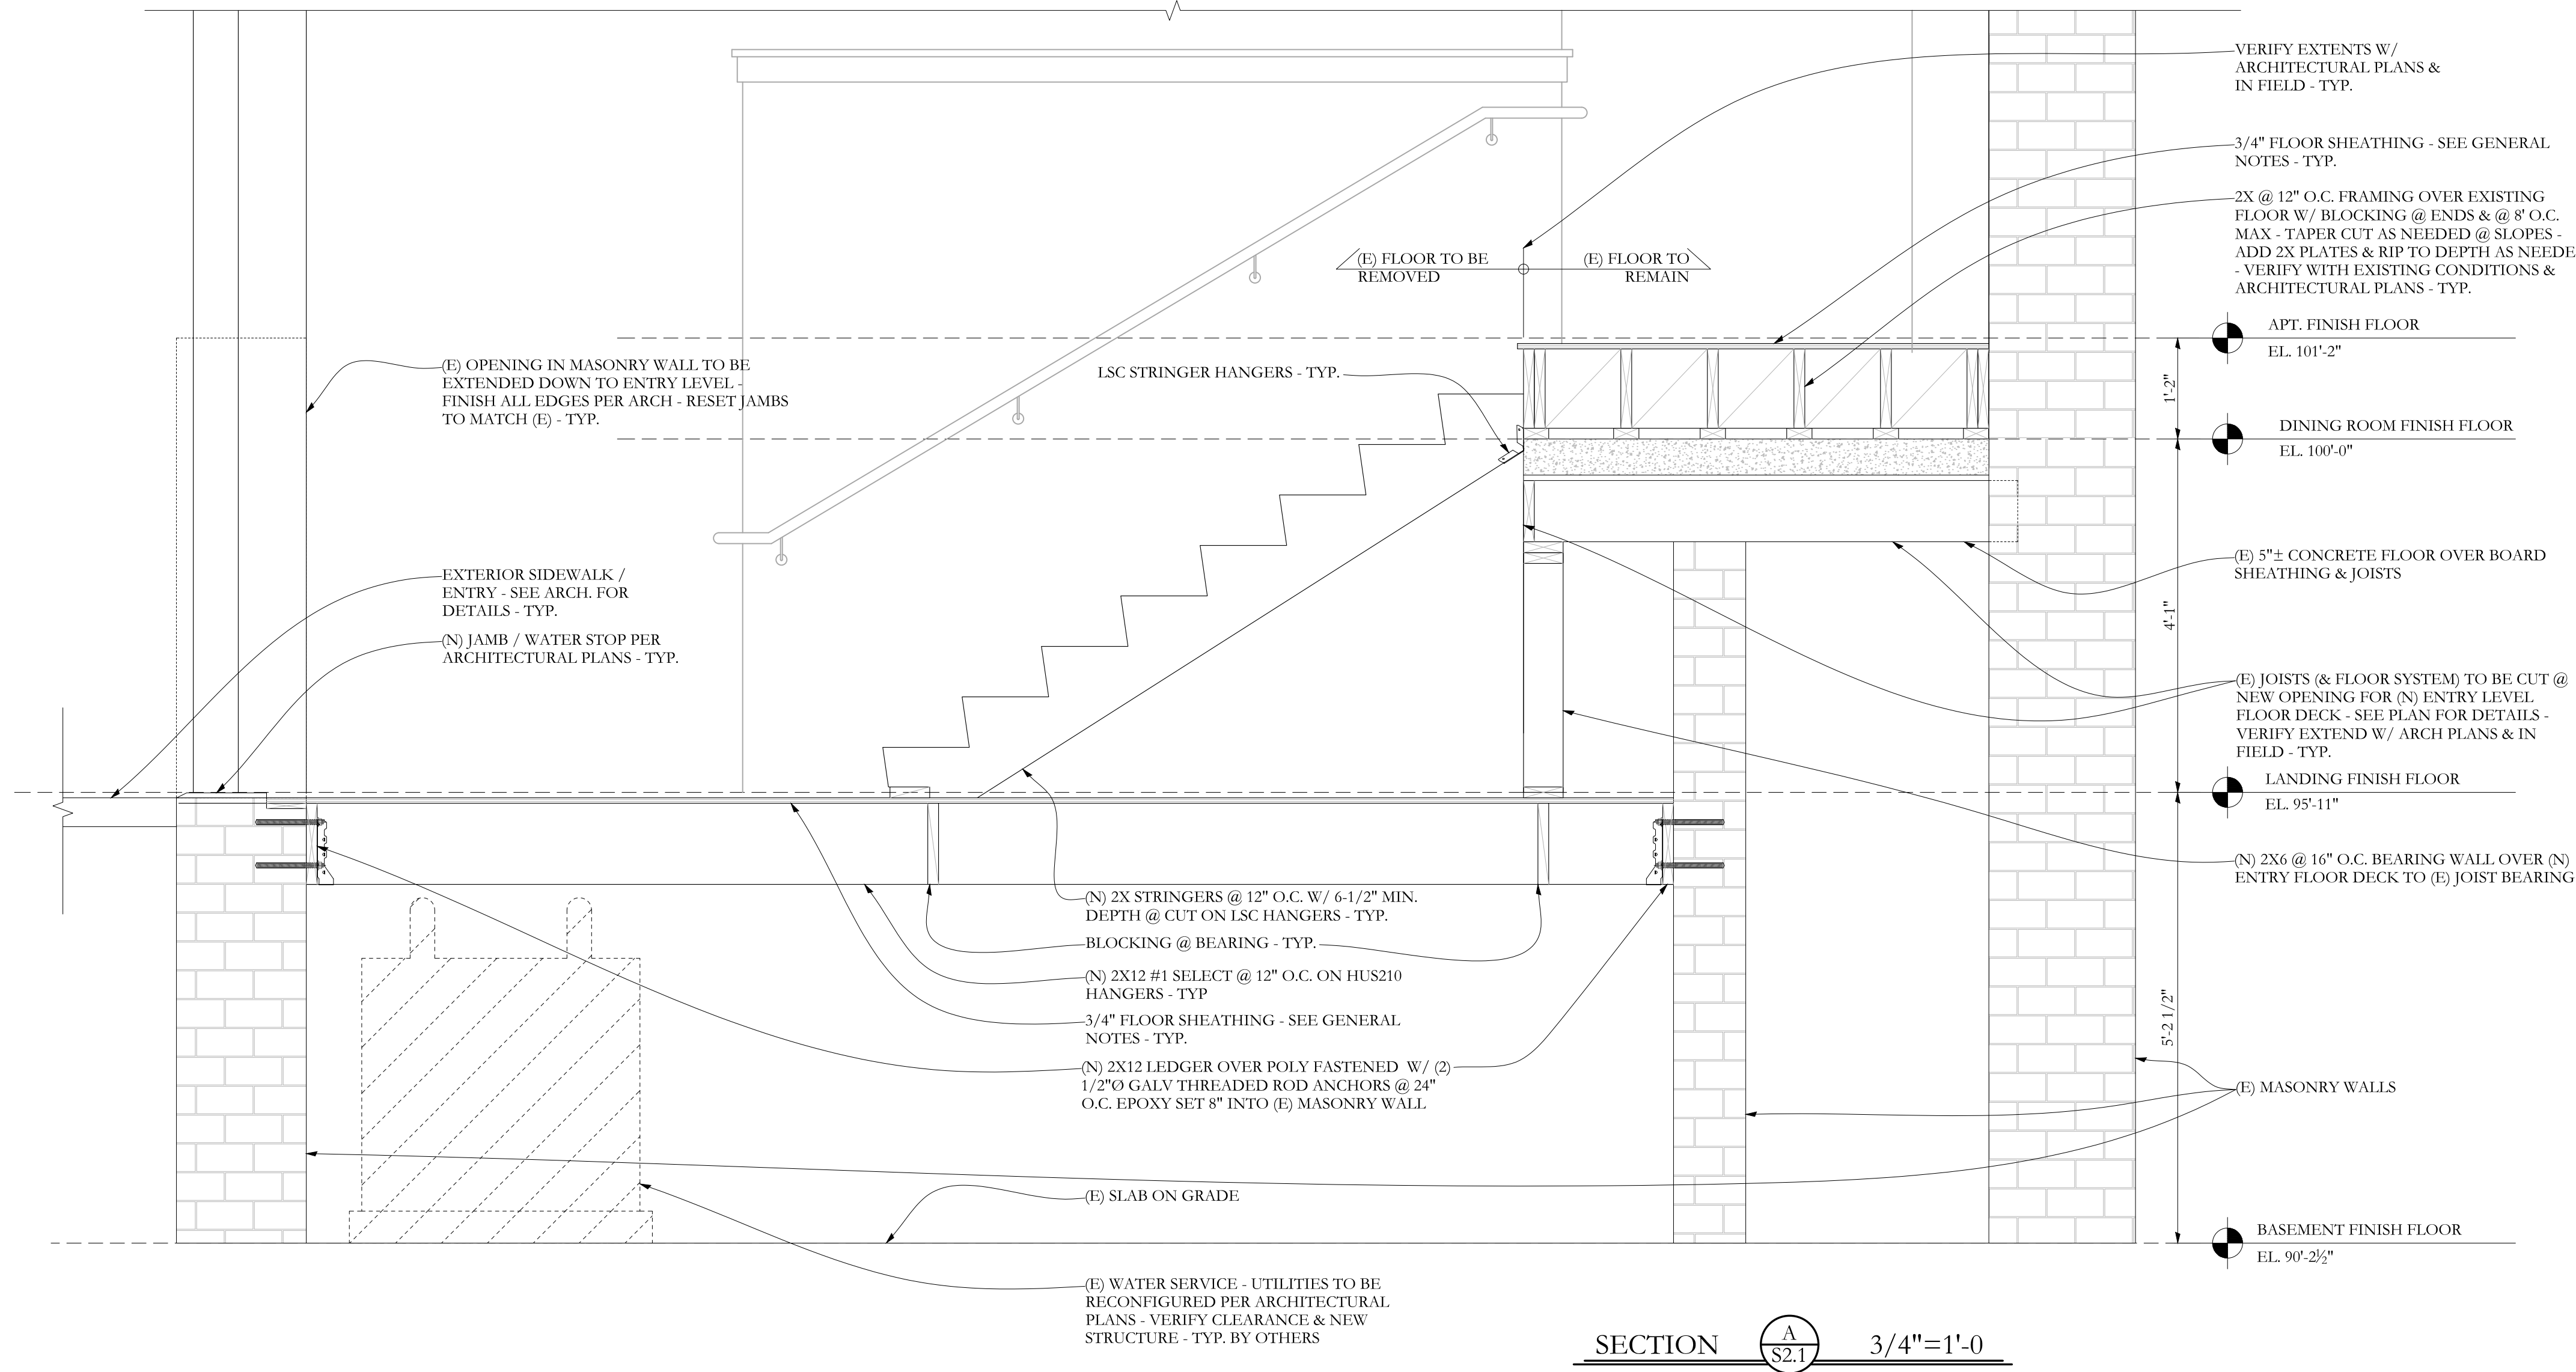 VERIFY EXTENTS W/
ARCHITECTURAL PLANS &
IN FIELD - TYP.
3/4" FLOOR SHEATHING - SEE GENERAL
NOTES - TYP.
2X @ 12" O.C. FRAMING OVER EXISTING
FLOOR W/ BLOCKING @ ENDS & @ 8' O.C.
MAX - TAPER CUT AS NEEDED @ SLOPES -
ADD 2X PLATES & RIP TO DEPTH AS NEEDE
- VERIFY WITH EXISTING CONDITIONS &
ARCHITECTURAL PLANS - TYP.
(E) FLOOR TO BE
REMOVED
(E) FLOOR TO
REMAIN
APT. FINISH FLOOR
EL. 101'-2"
1'-2"
(E) OPENING IN MASONRY WALL TO BE
EXTENDED DOWN TO ENTRY LEVEL -
FINISH ALL EDGES PER ARCH - RESET JAMBS
TO MATCH (E) - TYP.
LSC STRINGER HANGERS - TYP.
DINING ROOM FINISH FLOOR
EL. 100'-0"
EXTERIOR SIDEWALK /
ENTRY - SEE ARCH. FOR
DETAILS - TYP.
(N) JAMB / WATER STOP PER
ARCHITECTURAL PLANS - TYP.
(E) 5"± CONCRETE FLOOR OVER BOARD
SHEATHING & JOISTS
4'-1"
(E) JOISTS (& FLOOR SYSTEM) TO BE CUT @
NEW OPENING FOR (N) ENTRY LEVEL
FLOOR DECK - SEE PLAN FOR DETAILS -
VERIFY EXTEND W/ ARCH PLANS & IN
FIELD - TYP.
LANDING FINISH FLOOR
EL. 95'-11"
(N) 2X6 @ 16" O.C. BEARING WALL OVER (N)
ENTRY FLOOR DECK TO (E) JOIST BEARING
(N) 2X STRINGERS @ 12" O.C. W/ 6-1/2" MIN.
DEPTH @ CUT ON LSC HANGERS - TYP.
BLOCKING @ BEARING - TYP.
(N) 2X12 #1 SELECT @ 12" O.C. ON HUS210
HANGERS - TYP
3/4" FLOOR SHEATHING - SEE GENERAL
NOTES - TYP.
(N) 2X12 LEDGER OVER POLY FASTENED W/ (2)
1/2"Ø GALV THREADED ROD ANCHORS @ 24"
O.C. EPOXY SET 8" INTO (E) MASONRY WALL
5'-2 1/2"
(E) MASONRY WALLS
(E) SLAB ON GRADE
BASEMENT FINISH FLOOR
EL. 90'-2½"
(E) WATER SERVICE - UTILITIES TO BE
RECONFIGURED PER ARCHITECTURAL
PLANS - VERIFY CLEARANCE & NEW
STRUCTURE - TYP. BY OTHERS
SECTION A S2.1 3/4"=1'-0